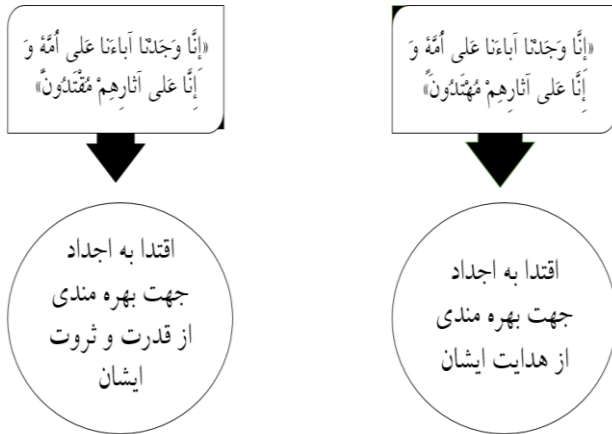 «إِنَّا وَجَدْنا آباءَنا عَلى أُمَّةٍ وَ
إِنَّا عَلى آثارِهِمْ مُهْتَدُونَ»
اقتدا به اجداد
جهت بهره مندی
از هدایت ایشان
«إِنَّا وَجَدْنا آباءَنا عَلى أُمَّةٍ وَ
إِنَّا عَلى آثارِهِمْ مُقْتَدُونَ»
اقتدا به اجداد
جهت بهره مندی
از قدرت و ثروت
ایشان